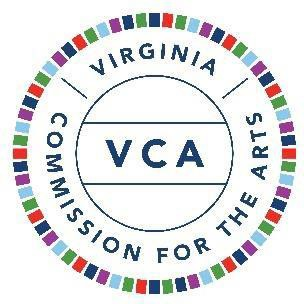 VIRGINIA
VCA
COMMISSION FOR THE ARTS